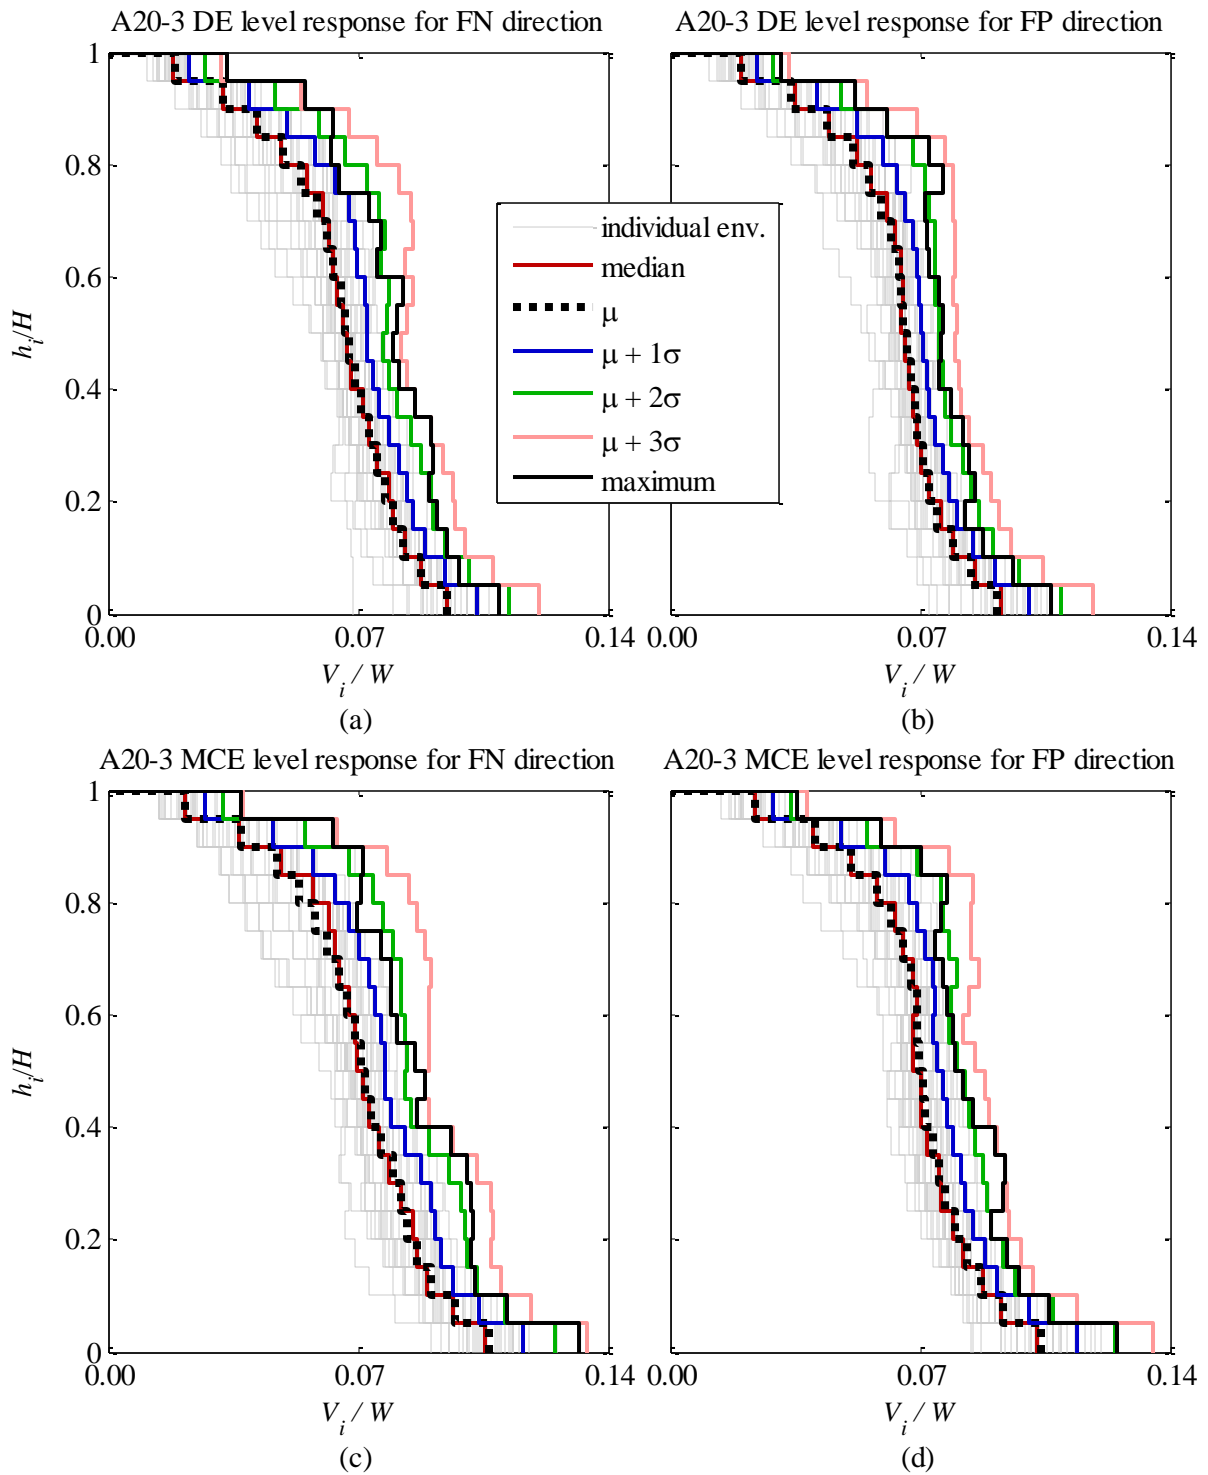 A20-3 DE level response for FN direction
A20-3 DE level response for FP direction
1
0.8
0.6
0.4
0.2
0
h_i/H
individual env.
median
μ
μ + 1σ
μ + 2σ
μ + 3σ
maximum
0.00 0.07 0.14
0.00 0.07 0.14
V_i / W
V_i / W
(a)
(b)
A20-3 MCE level response for FN direction
A20-3 MCE level response for FP direction
1
0.8
0.6
0.4
0.2
0
h_i/H
0.00 0.07 0.14
0.00 0.07 0.14
V_i / W
V_i / W
(c)
(d)